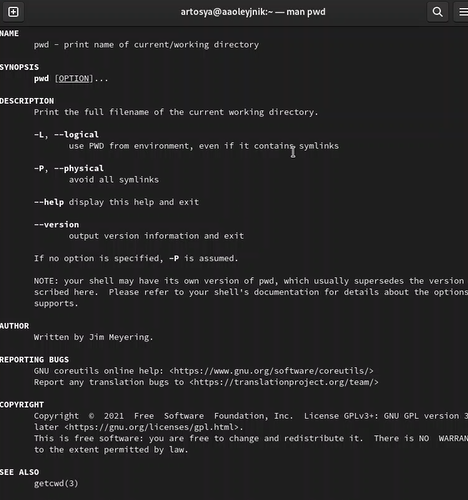 artosya@aaoleyjnik:~ — man pwd
NAME
pwd - print name of current/working directory
SYNOPSIS
pwd [OPTION]...
DESCRIPTION
Print the full filename of the current working directory.
-L, --logical
use PWD from environment, even if it contains symlinks
-P, --physical
avoid all symlinks
--help display this help and exit
--version
output version information and exit
If no option is specified, -P is assumed.
NOTE: your shell may have its own version of pwd, which usually supersedes the version
scribed here.  Please refer to your shell's documentation for details about the options
supports.
AUTHOR
Written by Jim Meyering.
REPORTING BUGS
GNU coreutils online help: <https://www.gnu.org/software/coreutils/>
Report any translation bugs to <https://translationproject.org/team/>
COPYRIGHT
Copyright © 2021 Free Software Foundation, Inc. License GPLv3+: GNU GPL version 3
later <https://gnu.org/licenses/gpl.html>.
This is free software: you are free to change and redistribute it.  There is NO WARRAN
to the extent permitted by law.
SEE ALSO
getcwd(3)